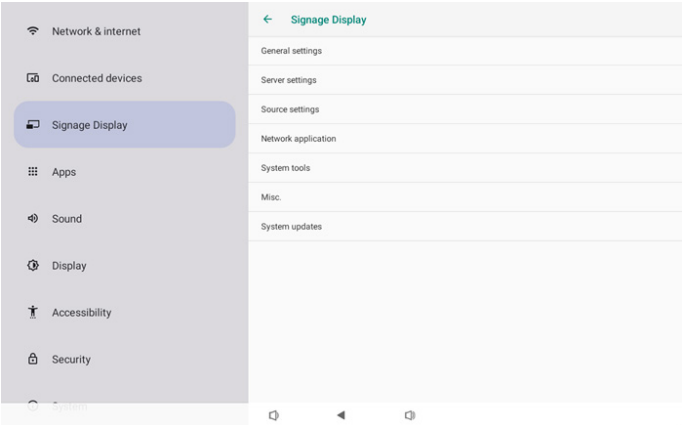 Network & internet
Connected devices
Signage Display
Apps
Sound
Display
Accessibility
Security
System
Signage Display
General settings
Server settings
Source settings
Network application
System tools
Misc.
System updates